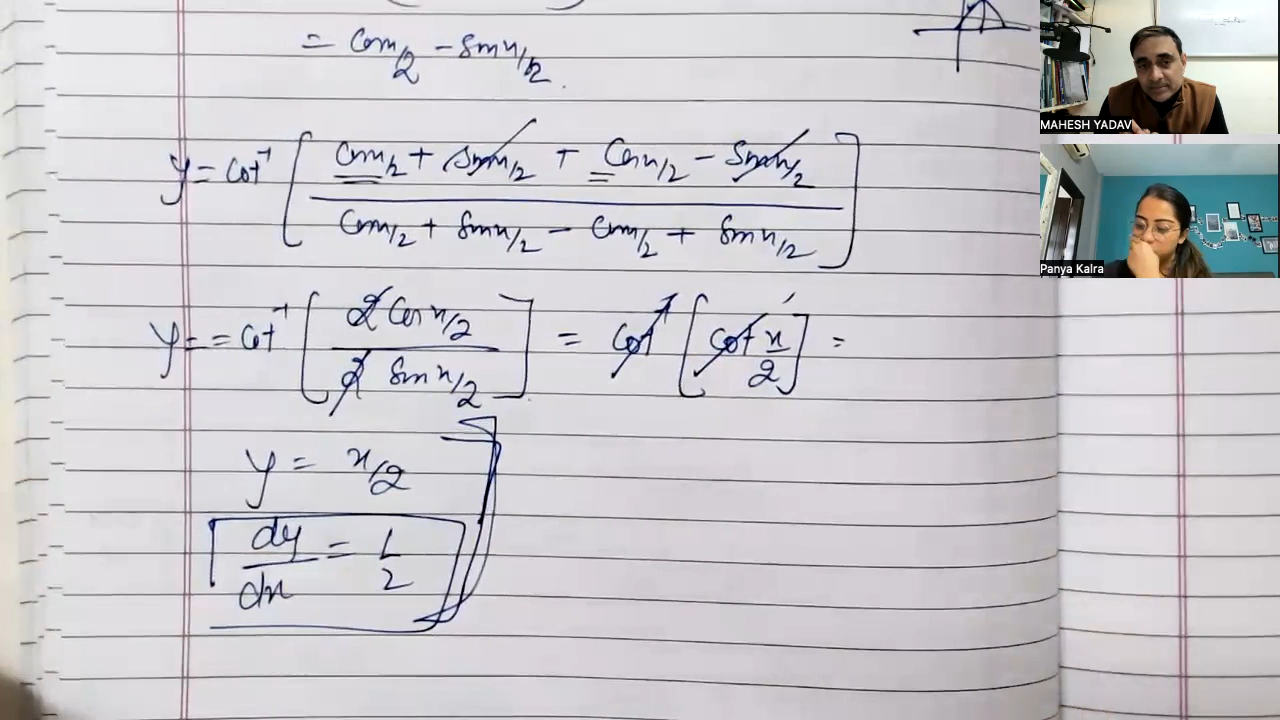 = Cos x/2 - Sin x/2.
y = Cot⁻¹ [ (Cos x/2 + Sin x/2 + Cos x/2 - Sin x/2) / (Cos x/2 + Sin x/2 - Cos x/2 + Sin x/2) ]
y = = Cot⁻¹ [ 2 Cos x/2 / 2 Sin x/2 ] = Cot⁻¹ [ Cot x/2 ] =
y = x/2
dy/dx = 1/2
MAHESH YADAV
Panya Kalra